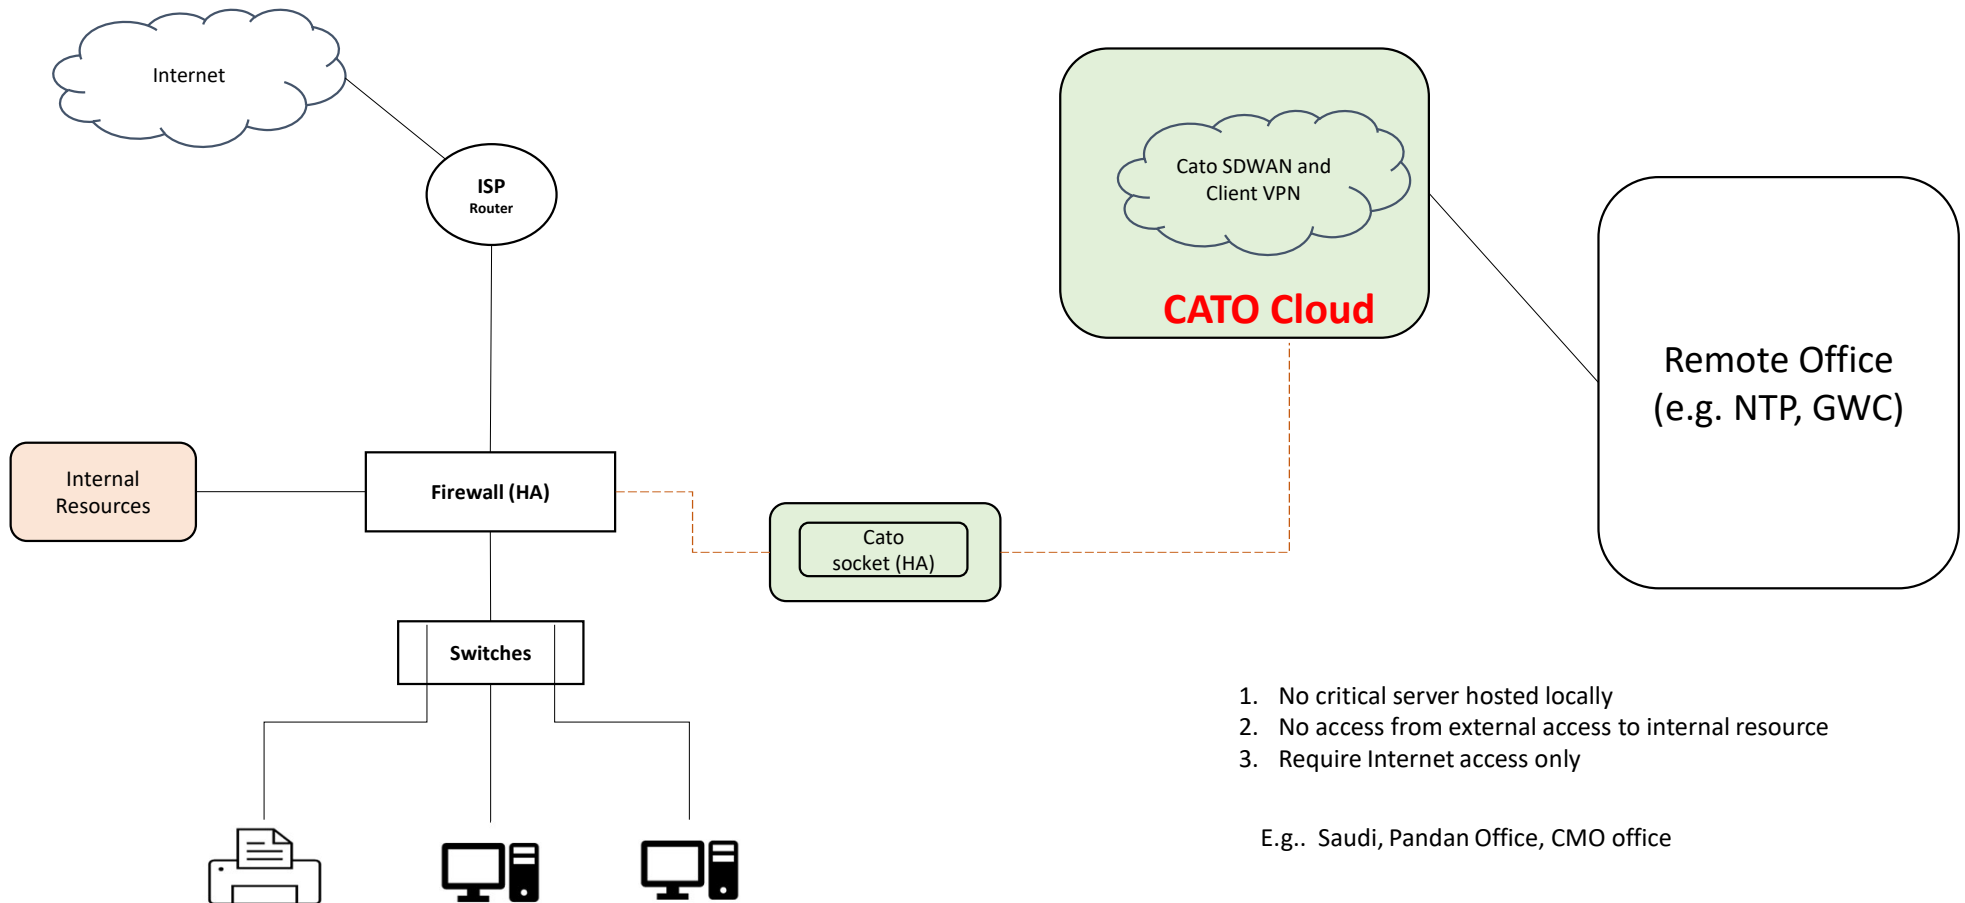 Internet
ISP
Router
Cato SDWAN and
Client VPN
CATO Cloud
Remote Office
(e.g. NTP, GWC)
Internal
Resources
Firewall (HA)
Cato
socket (HA)
Switches
1. No critical server hosted locally
2. No access from external access to internal resource
3. Require Internet access only
E.g.. Saudi, Pandan Office, CMO office